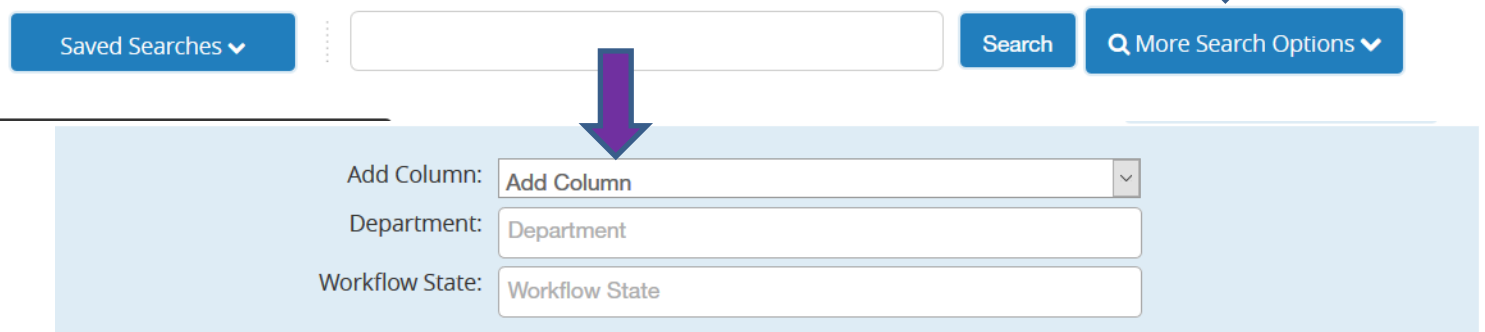 Saved Searches
Search
More Search Options
Add Column: Add Column
Department: Department
Workflow State: Workflow State